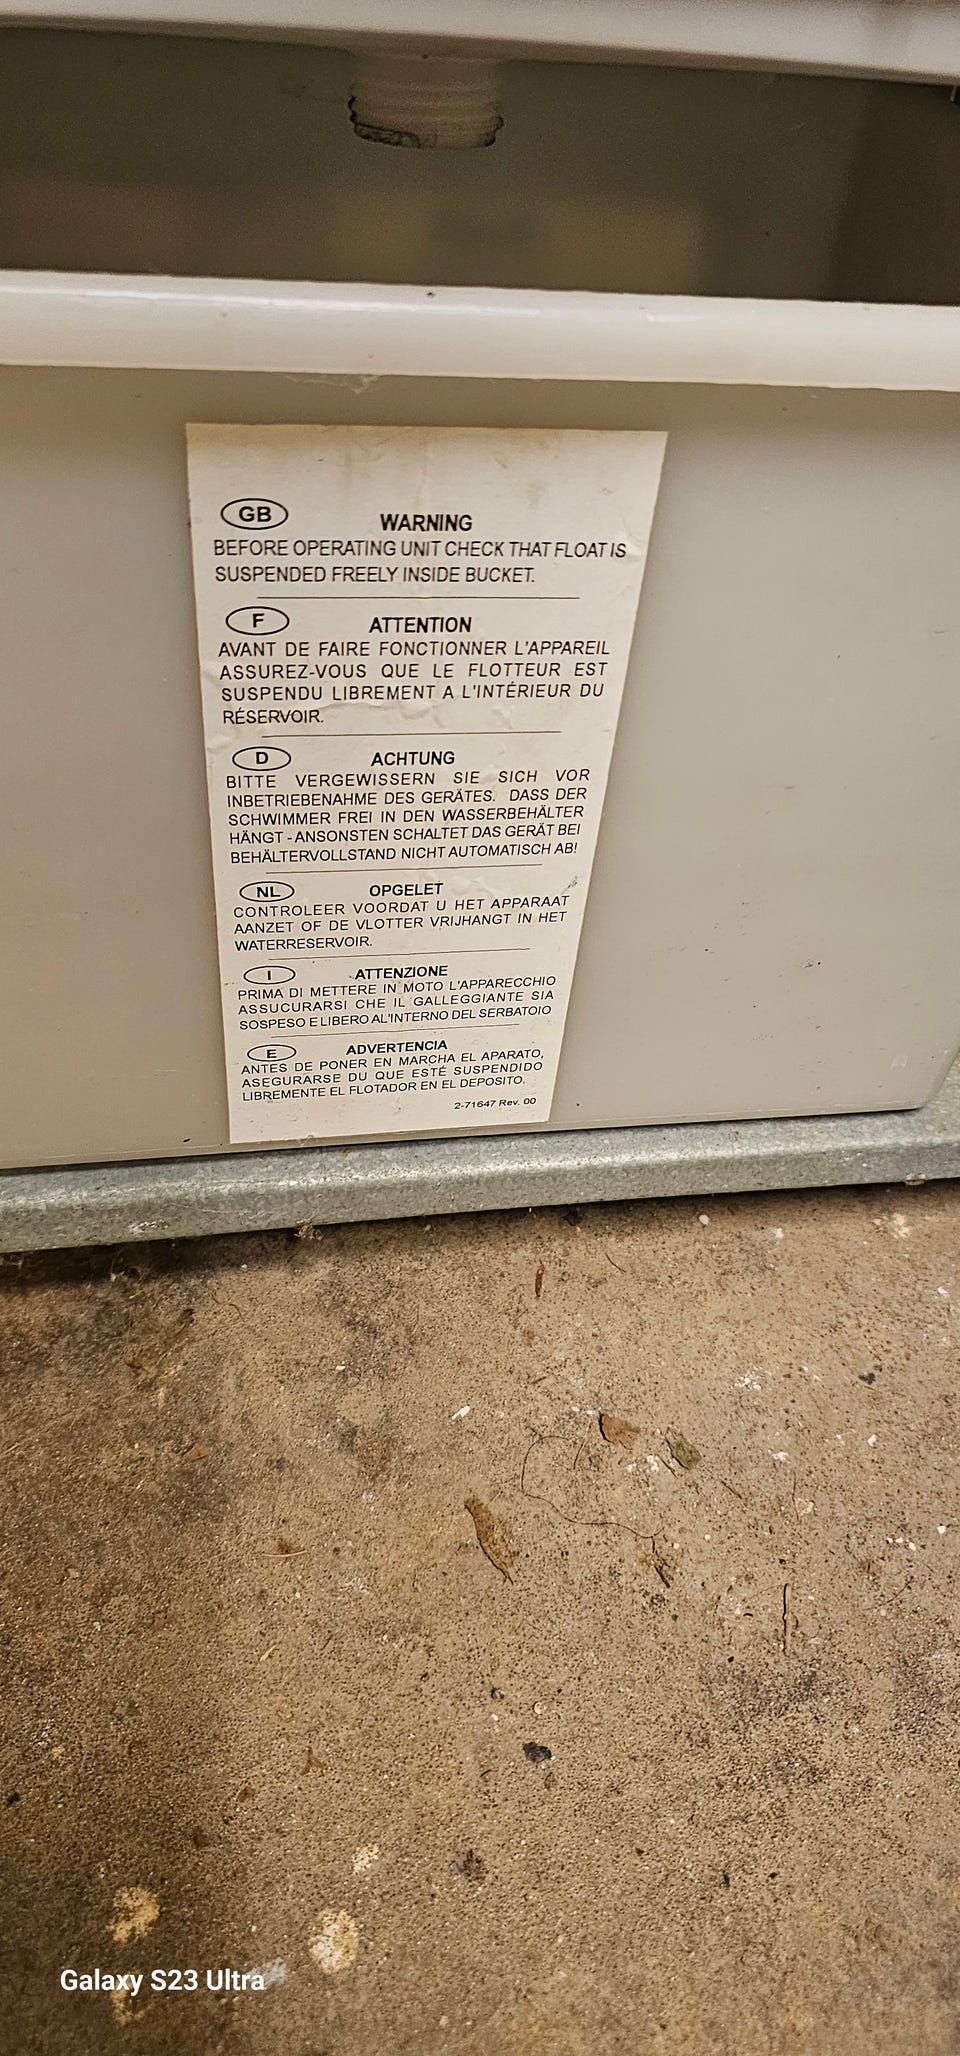 GB WARNING
BEFORE OPERATING UNIT CHECK THAT FLOAT IS
SUSPENDED FREELY INSIDE BUCKET.
F ATTENTION
AVANT DE FAIRE FONCTIONNER L'APPAREIL
ASSUREZ-VOUS QUE LE FLOTTEUR EST
SUSPENDU LIBREMENT A L'INTÉRIEUR DU
RÉSERVOIR.
D ACHTUNG
BITTE VERGEWISSERN SIE SICH VOR
INBETRIEBENAHME DES GERÄTES. DASS DER
SCHWIMMER FREI IN DEN WASSERBEHÄLTER
HÄNGT - ANSONSTEN SCHALTET DAS GERÄT BEI
BEHÄLTERVOLLSTAND NICHT AUTOMATISCH AB!
NL OPGELET
CONTROLEER VOORDAT U HET APPARAAT
AANZET OF DE VLOTTER VRIJHANGT IN HET
WATERRESERVOIR.
I ATTENZIONE
PRIMA DI METTERE IN MOTO L'APPARECCHIO
ASSUCURARSI CHE IL GALLEGGIANTE SIA
SOSPESO E LIBERO AL'INTERNO DEL SERBATOIO
E ADVERTENCIA
ANTES DE PONER EN MARCHA EL APARATO,
ASEGURARSE DU QUE ESTÉ SUSPENDIDO
LIBREMENTE EL FLOTADOR EN EL DEPOSITO.
2-71647 Rev. 00
Galaxy S23 Ultra